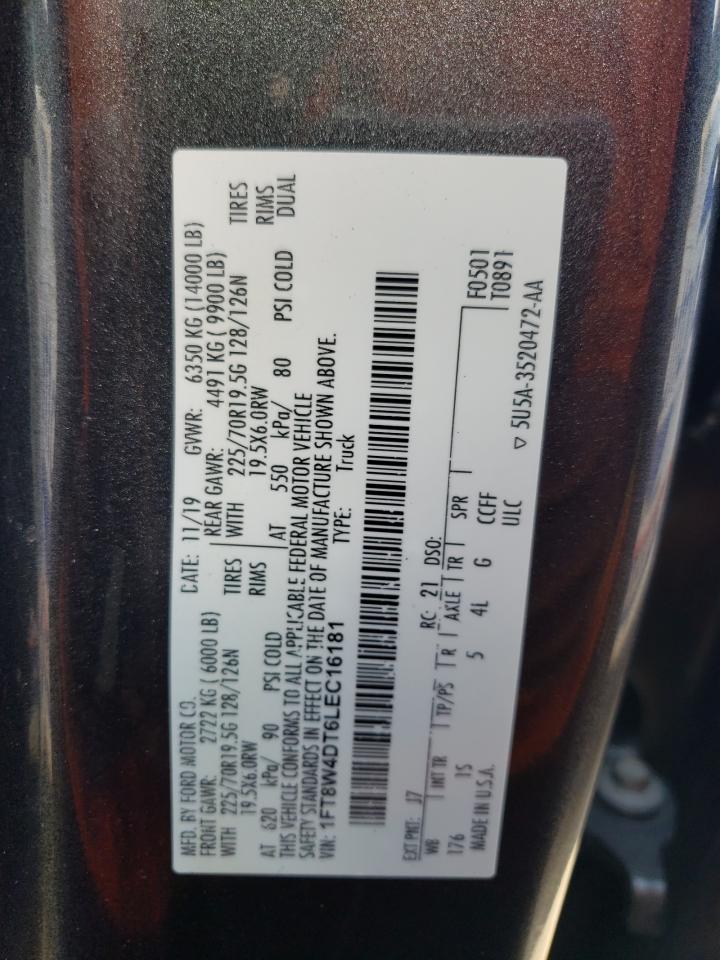 MFD. BY FORD MOTOR CO.
DATE: 11/19 GVWR: 6350 KG (14000 LB)
FRONT GAWR: 2722 KG ( 6000 LB) REAR GAWR: 4491 KG ( 9900 LB)
WITH 225/70R19.5G 128/126N TIRES WITH 225/70R19.5G 128/126N TIRES
19.5X6.0RW RIMS 19.5X6.0RW RIMS
AT 620 kPa/ 90 PSI COLD AT 550 kPa/ 80 PSI COLD DUAL
THIS VEHICLE CONFORMS TO ALL APPLICABLE FEDERAL MOTOR VEHICLE
SAFETY STANDARDS IN EFFECT ON THE DATE OF MANUFACTURE SHOWN ABOVE.
VIN: 1FT8W4DT6LEC16181 TYPE: Truck
EXT PNT: J7 RC: 21 DSO: F0501
WB INT TR TP/PS R AXLE TR SPR T0891
176 IS 5 4L G CCFF
MADE IN U.S.A. ULC ▽ 5U5A-3520472-AA